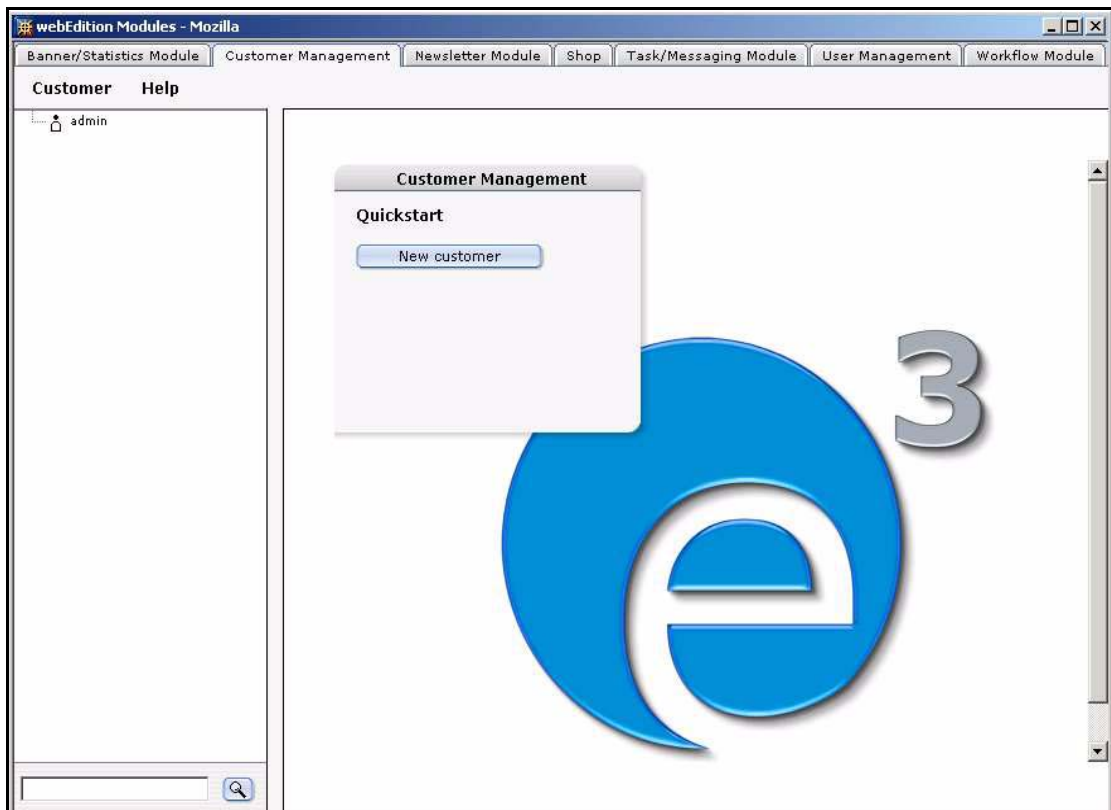 webEdition Modules - Mozilla
Banner/Statistics Module Customer Management Newsletter Module Shop Task/Messaging Module User Management Workflow Module
Customer Help
admin
Customer Management
Quickstart
New customer
e 3